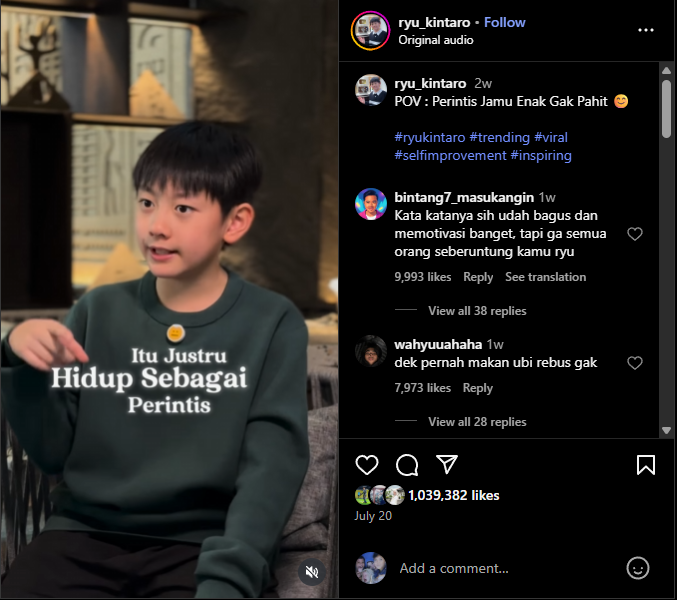 ryu_kintaro • Follow
Original audio
ryu_kintaro 2w
POV : Perintis Jamu Enak Gak Pahit 😊
#ryukintaro #trending #viral
#selfimprovement #inspiring
bintang7_masukangin 1w
Kata katanya sih udah bagus dan
memotivasi banget, tapi ga semua
orang seberuntung kamu ryu
9,993 likes Reply See translation
View all 38 replies
wahyuuahaha 1w
dek pernah makan ubi rebus gak
7,973 likes Reply
View all 28 replies
1,039,382 likes
July 20
Add a comment...
Itu Justru
Hidup Sebagai
Perintis